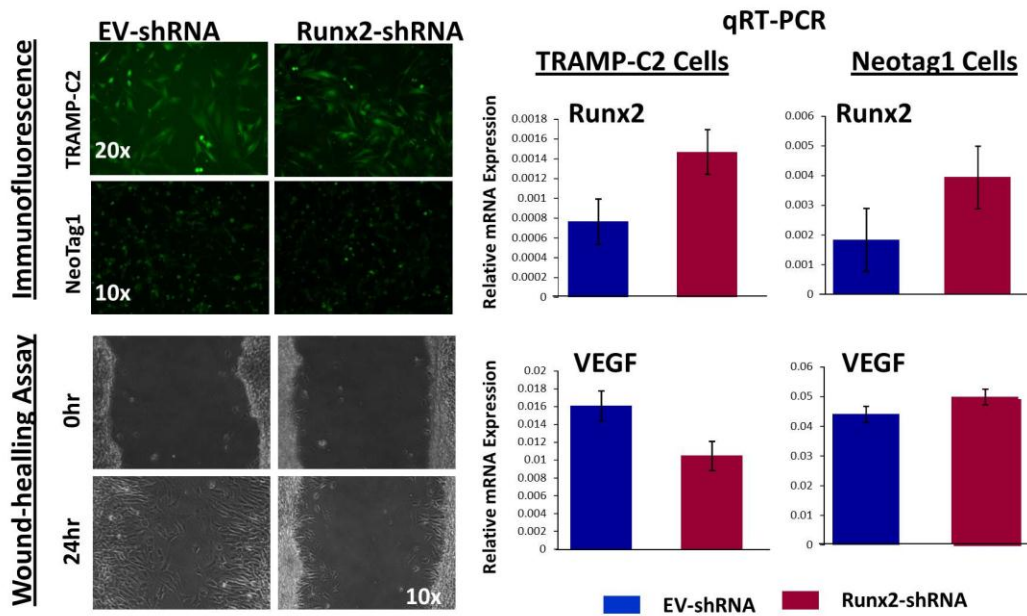 EV-shRNA
Runx2-shRNA
Immunofluorescence
TRAMP-C2
20x
NeoTag1
10x
Wound-healling Assay
0hr
24hr
10x
qRT-PCR
TRAMP-C2 Cells
Neotag1 Cells
Runx2
Relative mRNA Expression
0.0018
0.0016
0.0014
0.0012
0.001
0.0008
0.0006
0.0004
0.0002
0
Runx2
0.006
0.005
0.004
0.003
0.002
0.001
0
VEGF
Relative mRNA Expression
0.02
0.018
0.016
0.014
0.012
0.01
0.008
0.006
0.004
0.002
0
VEGF
0.06
0.05
0.04
0.03
0.02
0.01
0
EV-shRNA
Runx2-shRNA